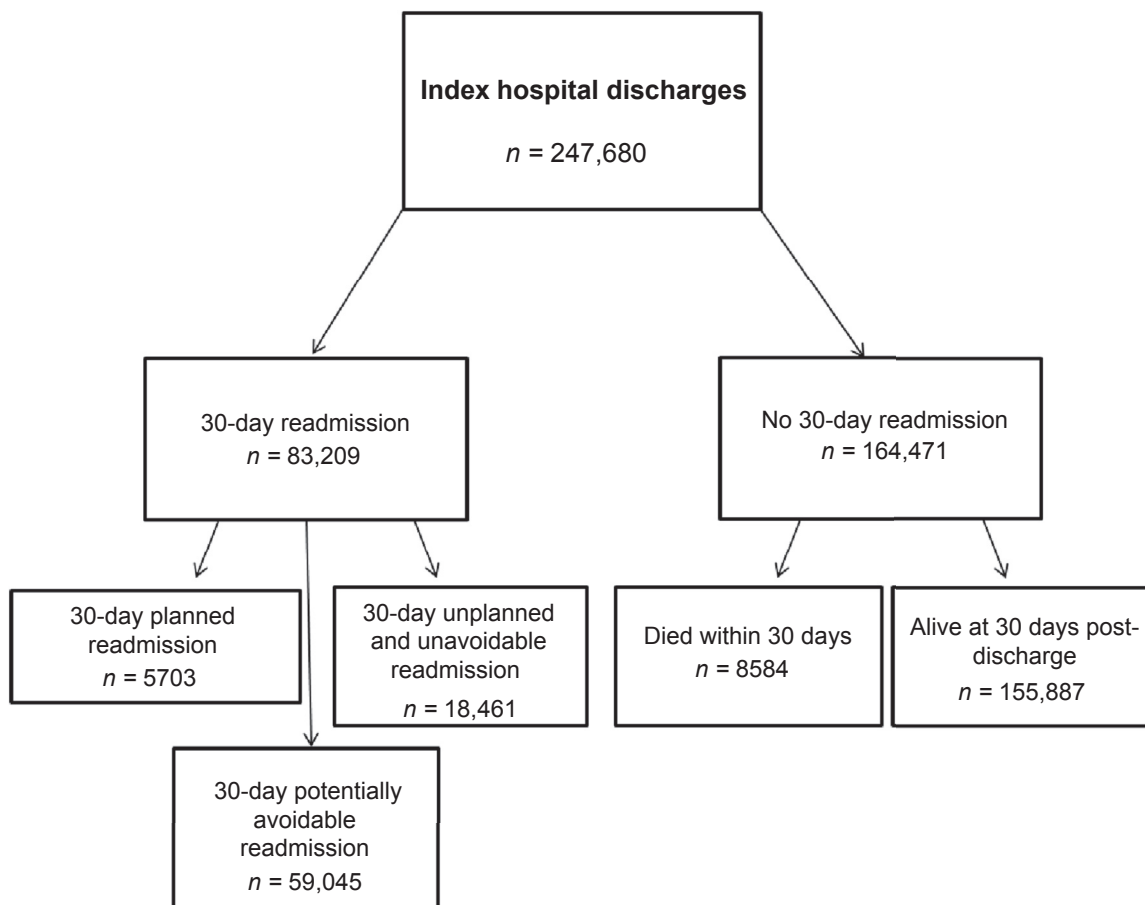 Index hospital discharges
n = 247,680
30-day readmission
n = 83,209
No 30-day readmission
n = 164,471
30-day planned
readmission
n = 5703
30-day unplanned
and unavoidable
readmission
n = 18,461
Died within 30 days
n = 8584
Alive at 30 days post-
discharge
n = 155,887
30-day potentially
avoidable
readmission
n = 59,045